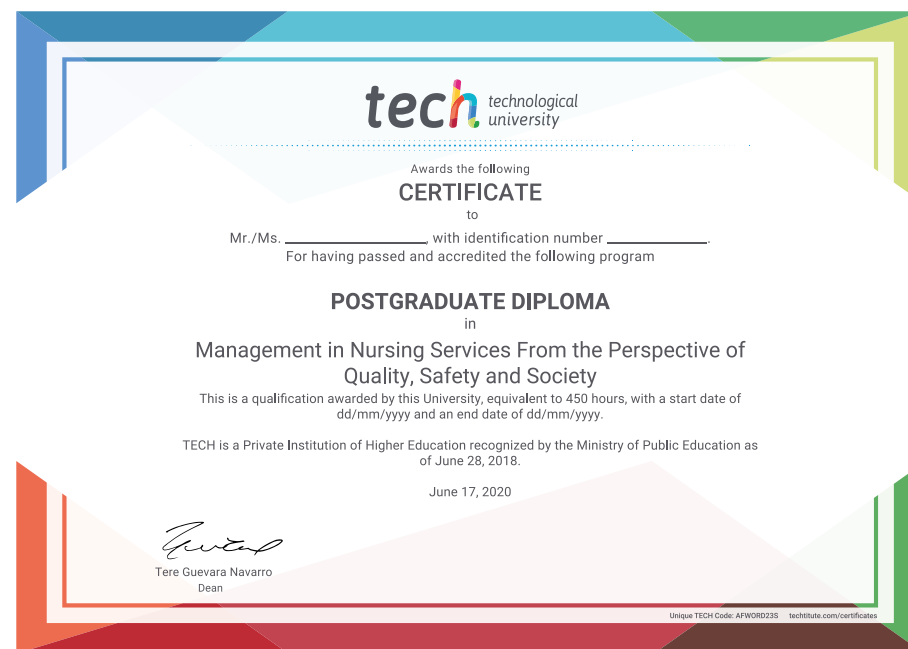 tech technological
university
Awards the following
CERTIFICATE
to
Mr./Ms. ____________________, with identification number ______________.
For having passed and accredited the following program
POSTGRADUATE DIPLOMA
in
Management in Nursing Services From the Perspective of
Quality, Safety and Society
This is a qualification awarded by this University, equivalent to 450 hours, with a start date of
dd/mm/yyyy and an end date of dd/mm/yyyy.
TECH is a Private Institution of Higher Education recognized by the Ministry of Public Education as
of June 28, 2018.
June 17, 2020
Tere Guevara Navarro
Dean
Unique TECH Code: AFWORD23S techtitute.com/certificates